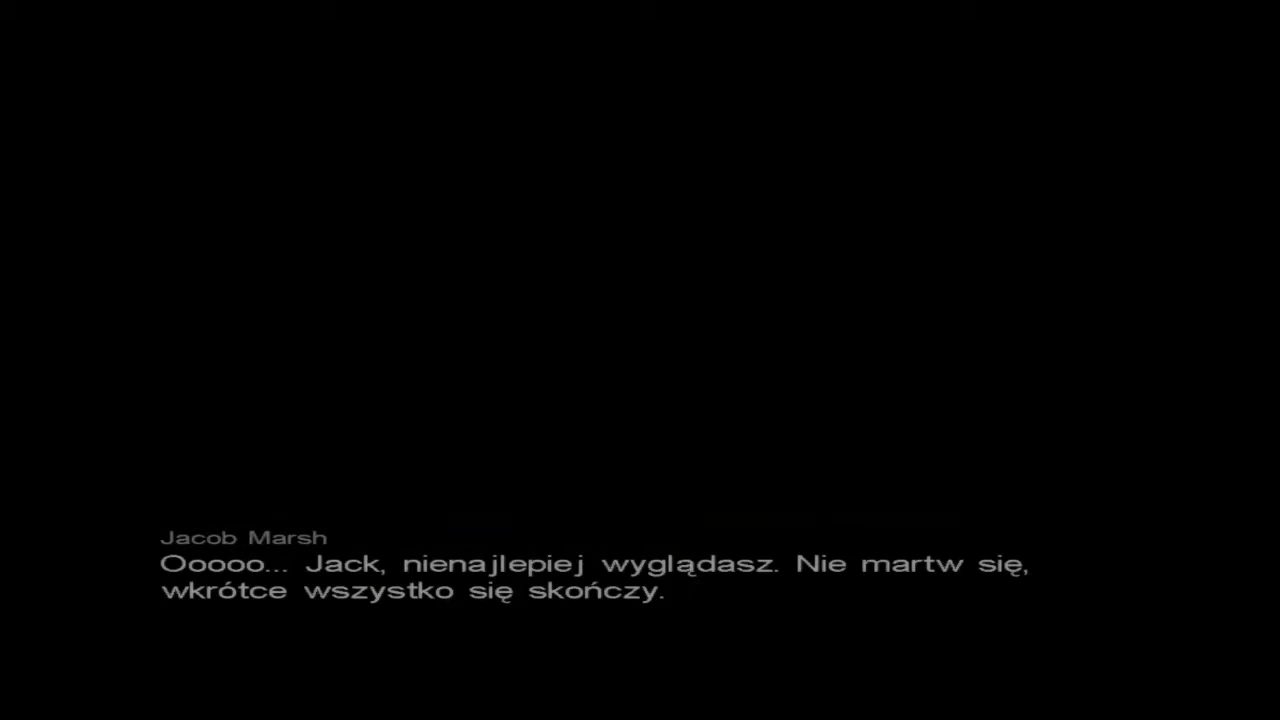 Jacob Marsh
Ooooo... Jack, nienajlepiej wyglądasz. Nie martw się,
wkrótce wszystko się skończy.